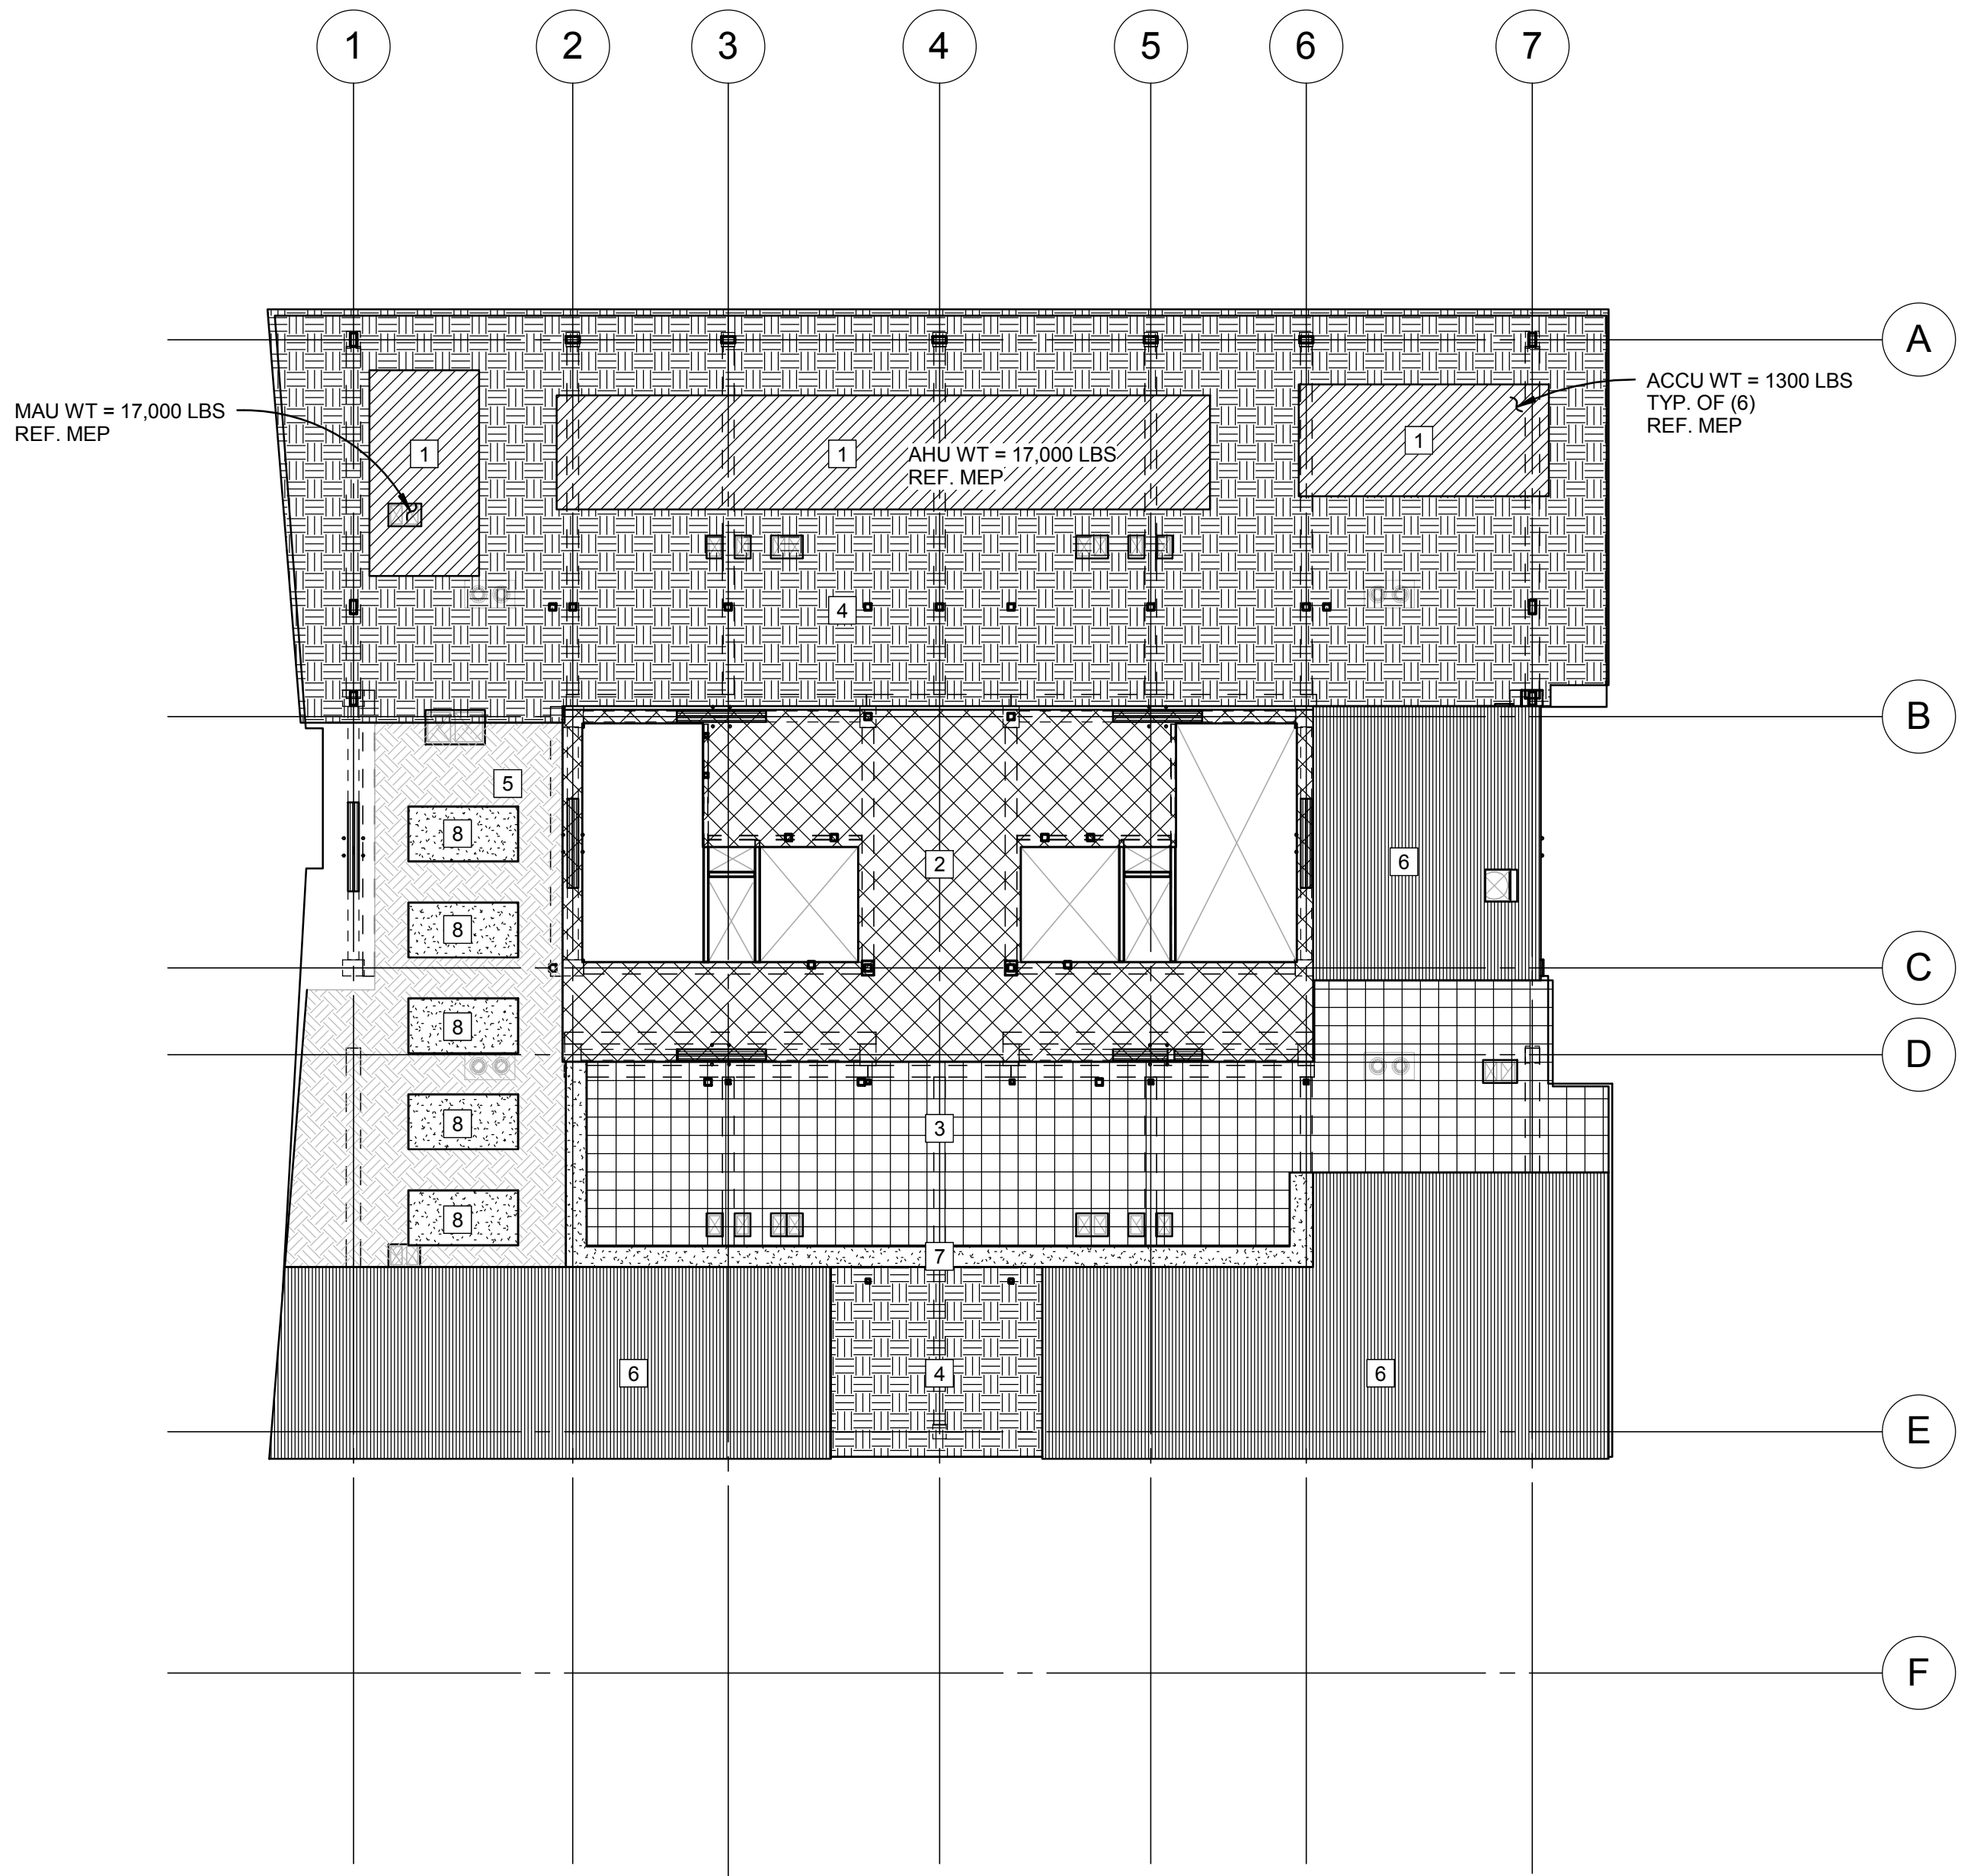 1 2 3 4 5 6 7
A
ACCU WT = 1300 LBS
TYP. OF (6)
REF. MEP
MAU WT = 17,000 LBS
REF. MEP
1
1
AHU WT = 17,000 LBS
REF. MEP
1
4
B
5
8
2
6
8
C
8
D
8
3
8
7
6
4
6
E
F